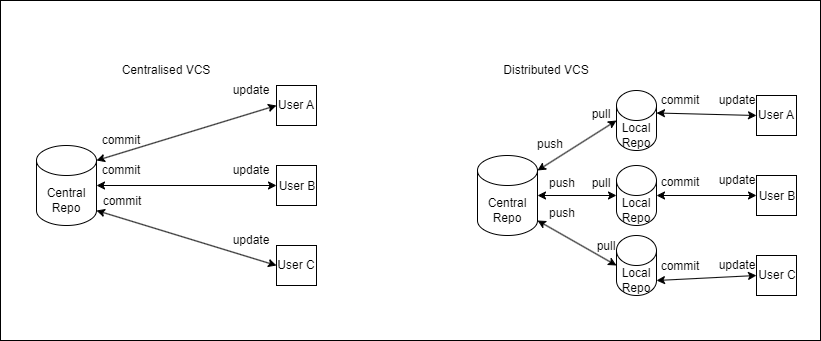 Centralised VCS
update
User A
commit
Central
Repo
commit
update
User B
commit
update
User C
Distributed VCS
pull
Local
Repo
commit
update
User A
push
Central
Repo
push
pull
Local
Repo
commit
update
User B
push
pull
Local
Repo
commit
update
User C